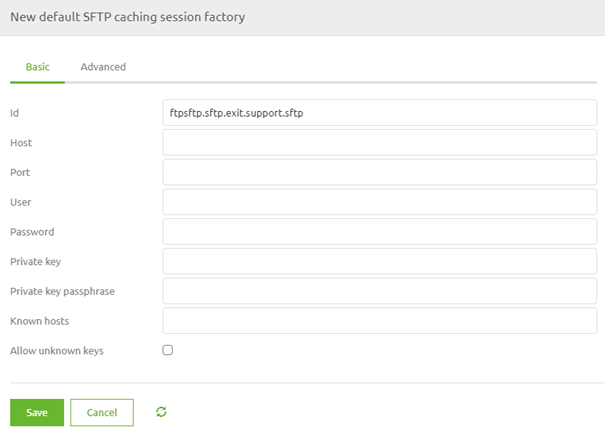 New default SFTP caching session factory
Basic Advanced
Id ftpsftp.sftp.exit.support.sftp
Host
Port
User
Password
Private key
Private key passphrase
Known hosts
Allow unknown keys
Save Cancel